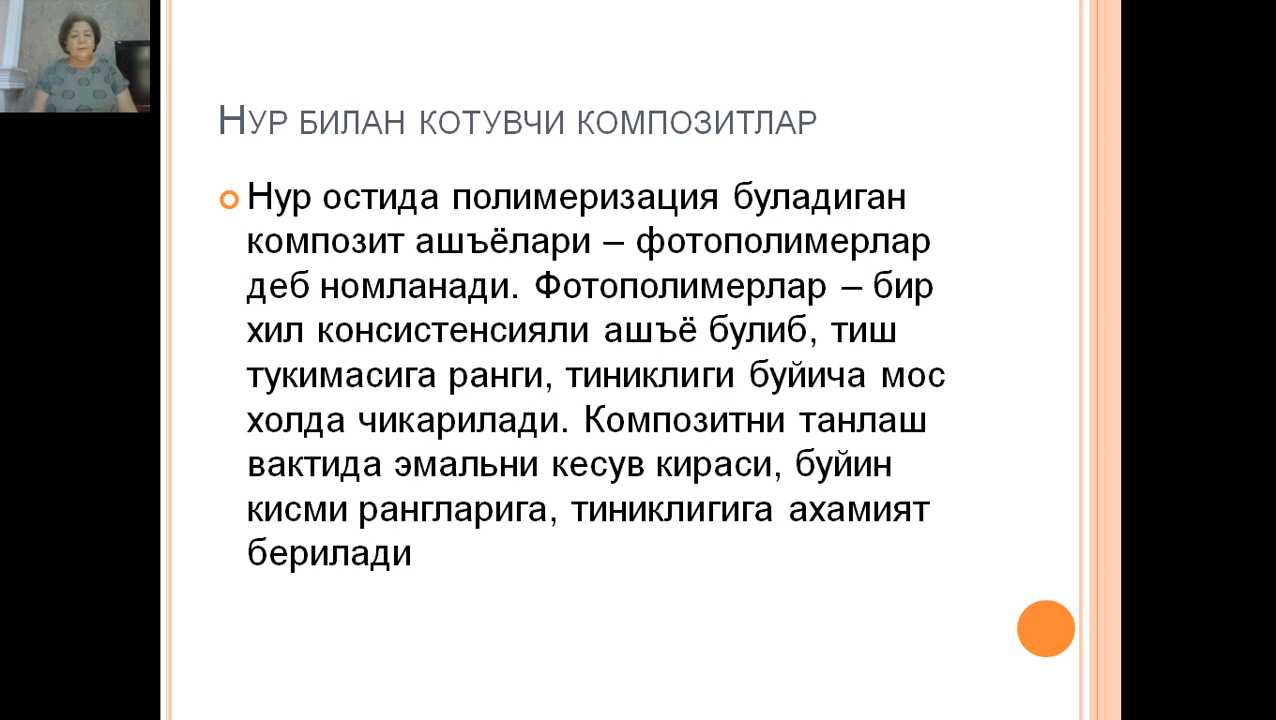 Нур билан котувчи композитлар
Нур остида полимеризация буладиган
композит ашъёлари – фотополимерлар
деб номланади. Фотополимерлар – бир
хил консистенсияли ашъё булиб, тиш
тукимасига ранги, тиниклиги буйича мос
холда чикарилади. Композитни танлаш
вактида эмальни кесув кираси, буйин
кисми рангларига, тиниклигига ахамият
берилади